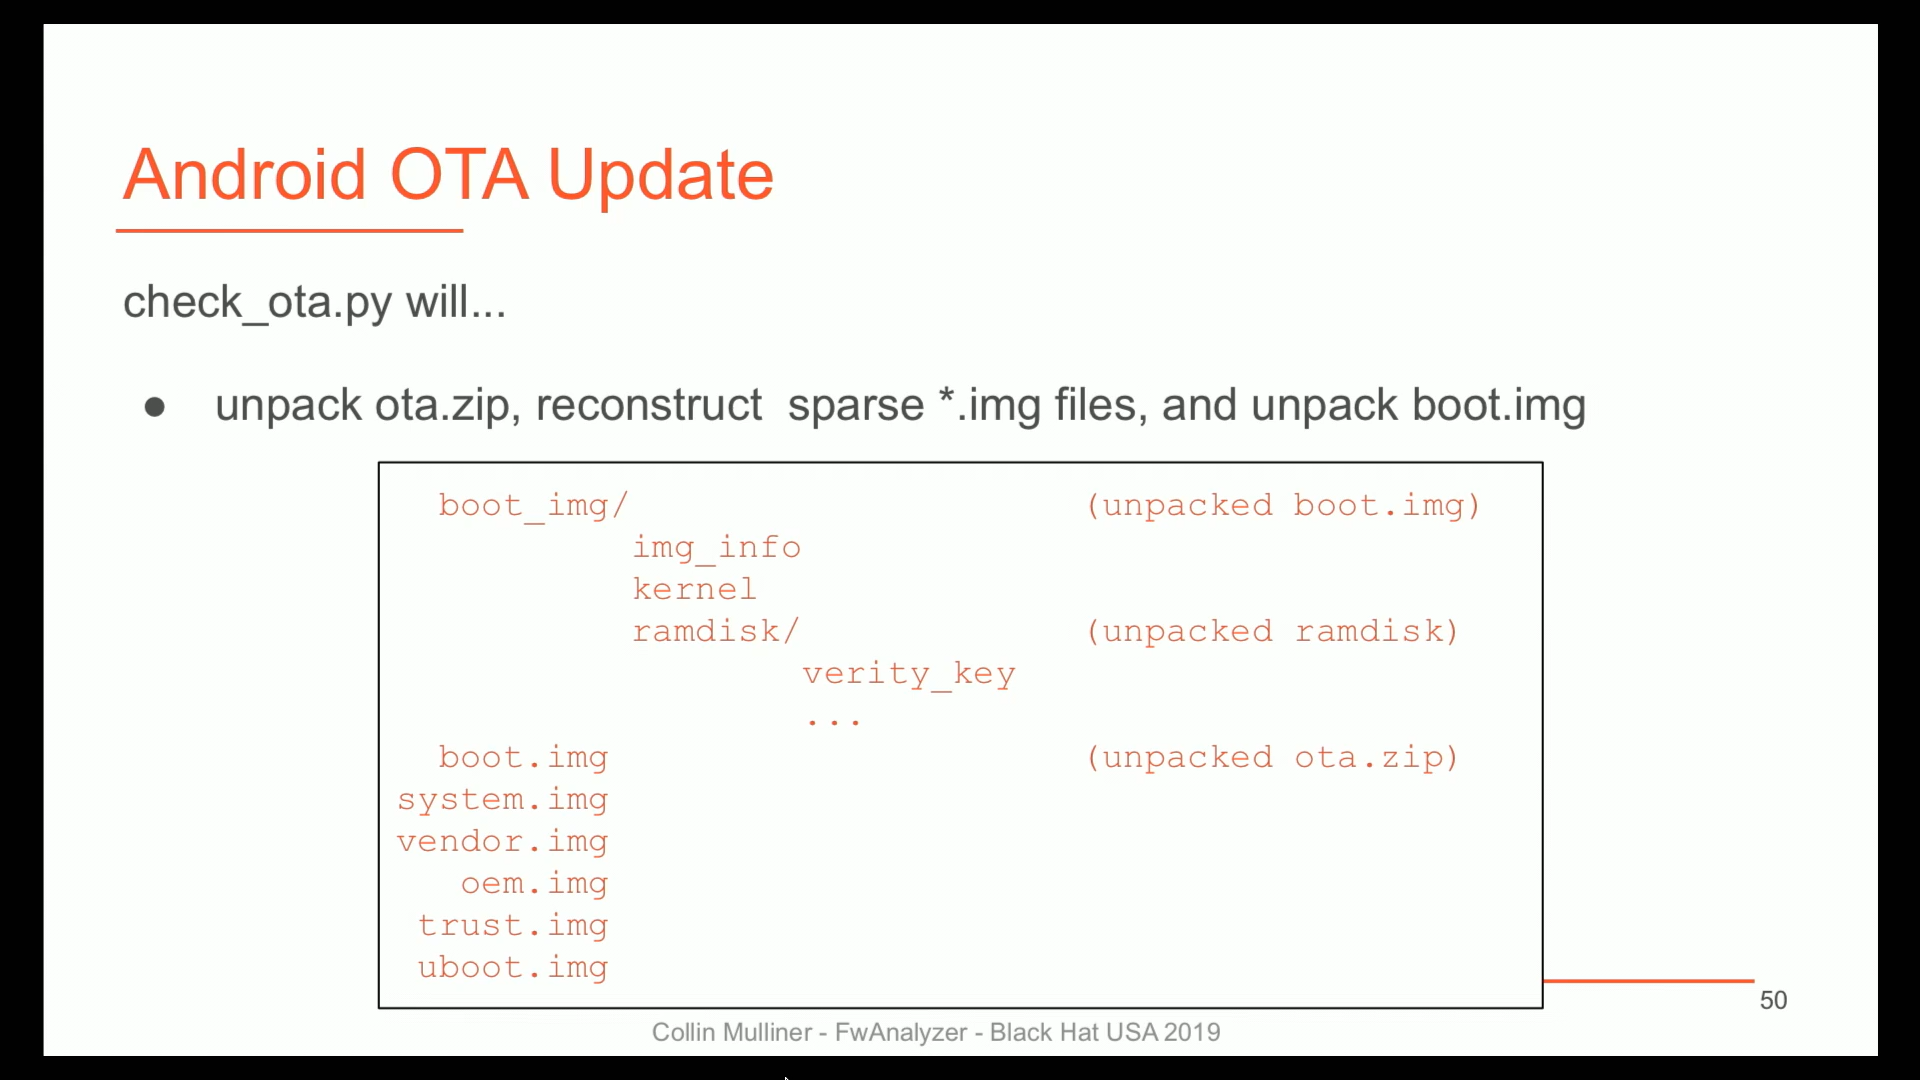 Android OTA Update
check_ota.py will...
● unpack ota.zip, reconstruct  sparse *.img files, and unpack boot.img
boot_img/ (unpacked boot.img)
img_info
kernel
ramdisk/ (unpacked ramdisk)
verity_key
...
boot.img (unpacked ota.zip)
system.img
vendor.img
oem.img
trust.img
uboot.img
50
Collin Mulliner - FwAnalyzer - Black Hat USA 2019